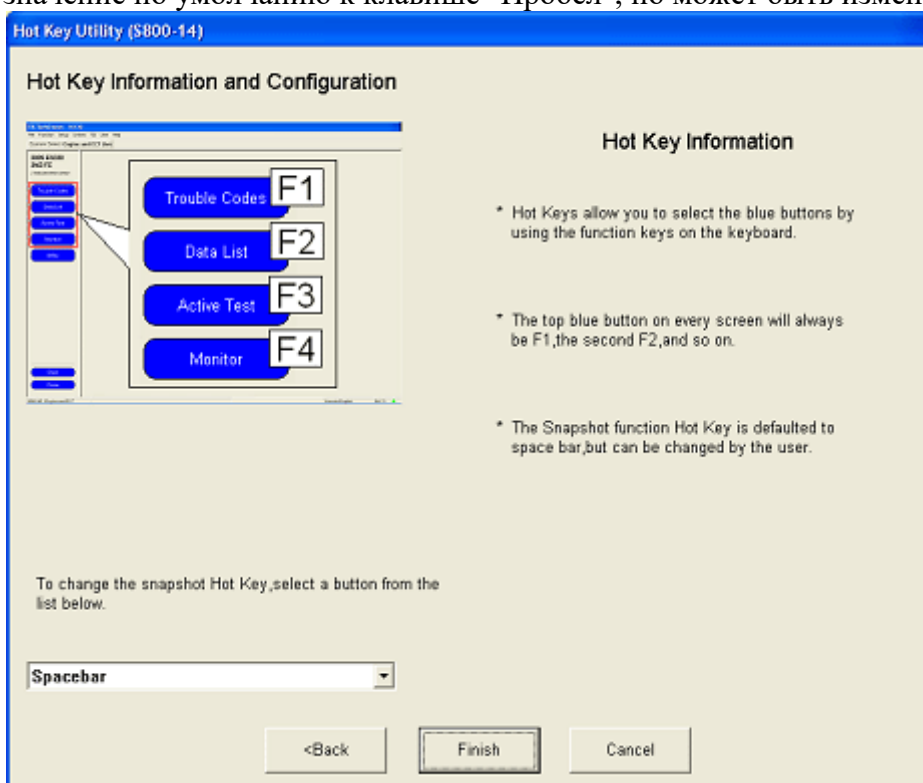 значение по умолчанию к клавише "Пробел", но может быть измен
Hot Key Utility (S800-14)
Hot Key Information and Configuration
Trouble Codes F1
Data List F2
Active Test F3
Monitor F4
Hot Key Information
* Hot Keys allow you to select the blue buttons by
using the function keys on the keyboard.
* The top blue button on every screen will always
be F1,the second F2,and so on.
* The Snapshot function Hot Key is defaulted to
space bar,but can be changed by the user.
To change the snapshot Hot Key,select a button from the
list below.
Spacebar
<Back Finish Cancel